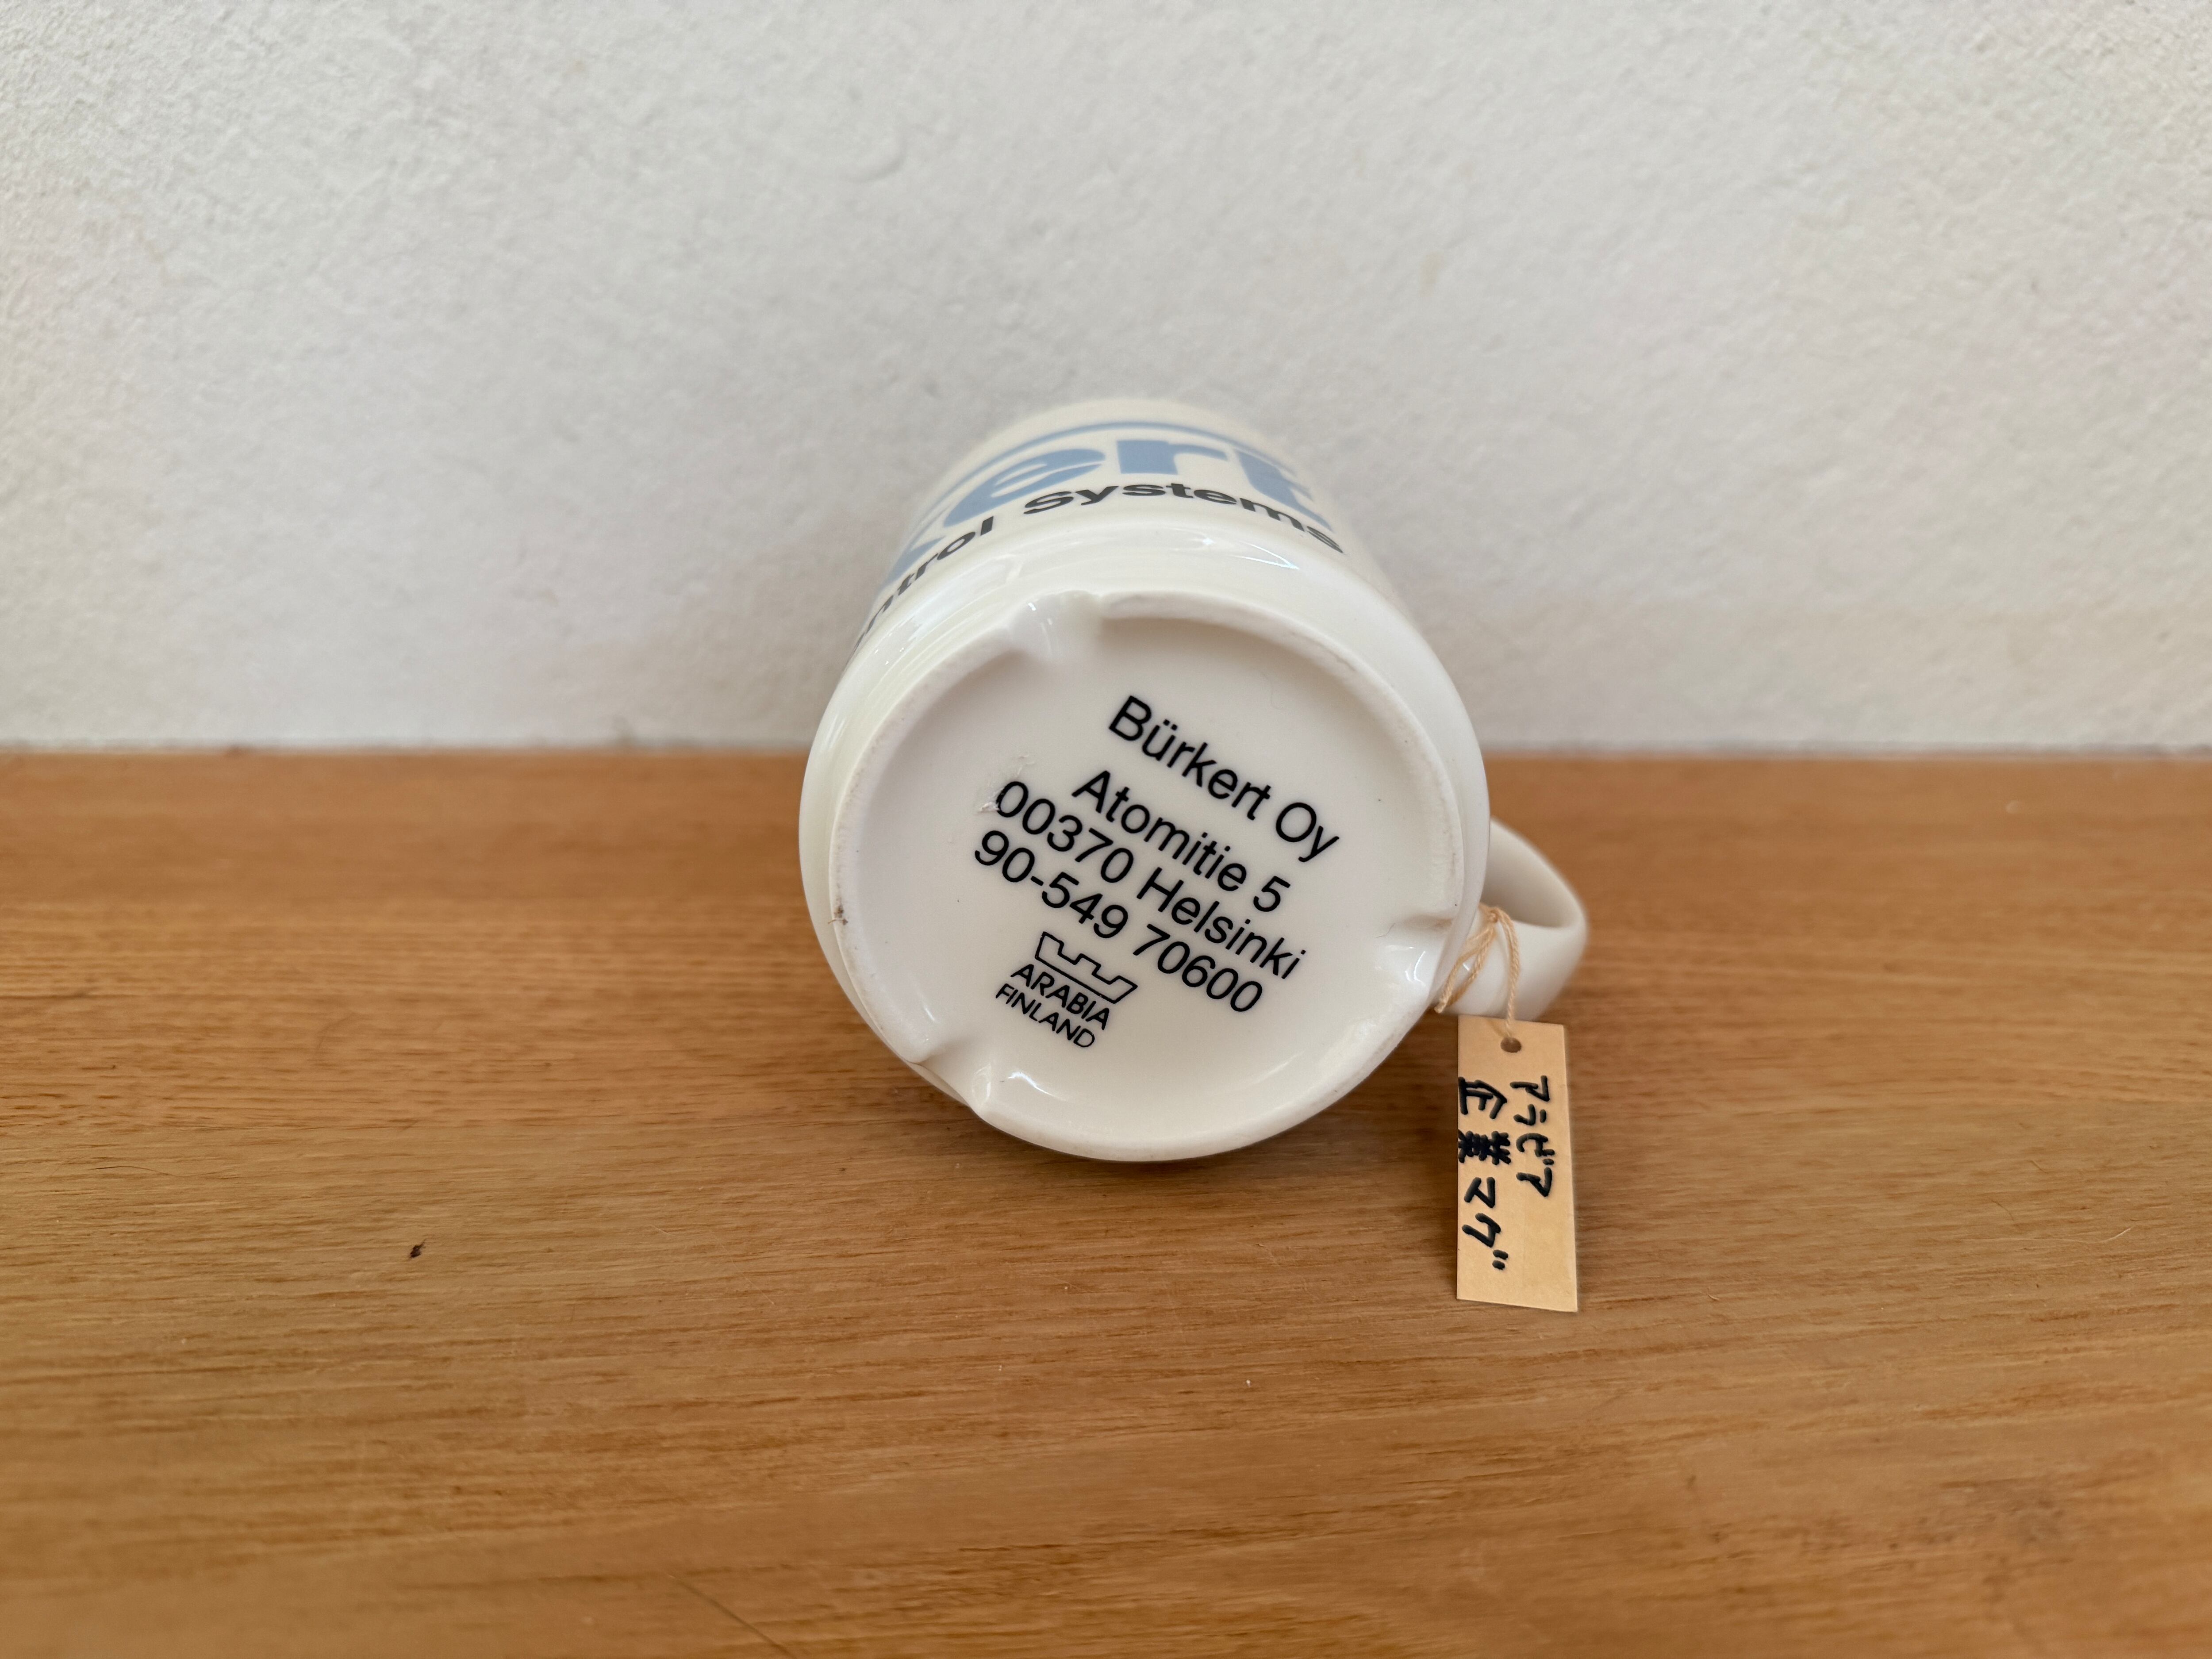 ert
ntrol Systems
Bürkert Oy
Atomitie 5
00370 Helsinki
90-549 70600
ARABIA
FINLAND
アラビア
企業マグ